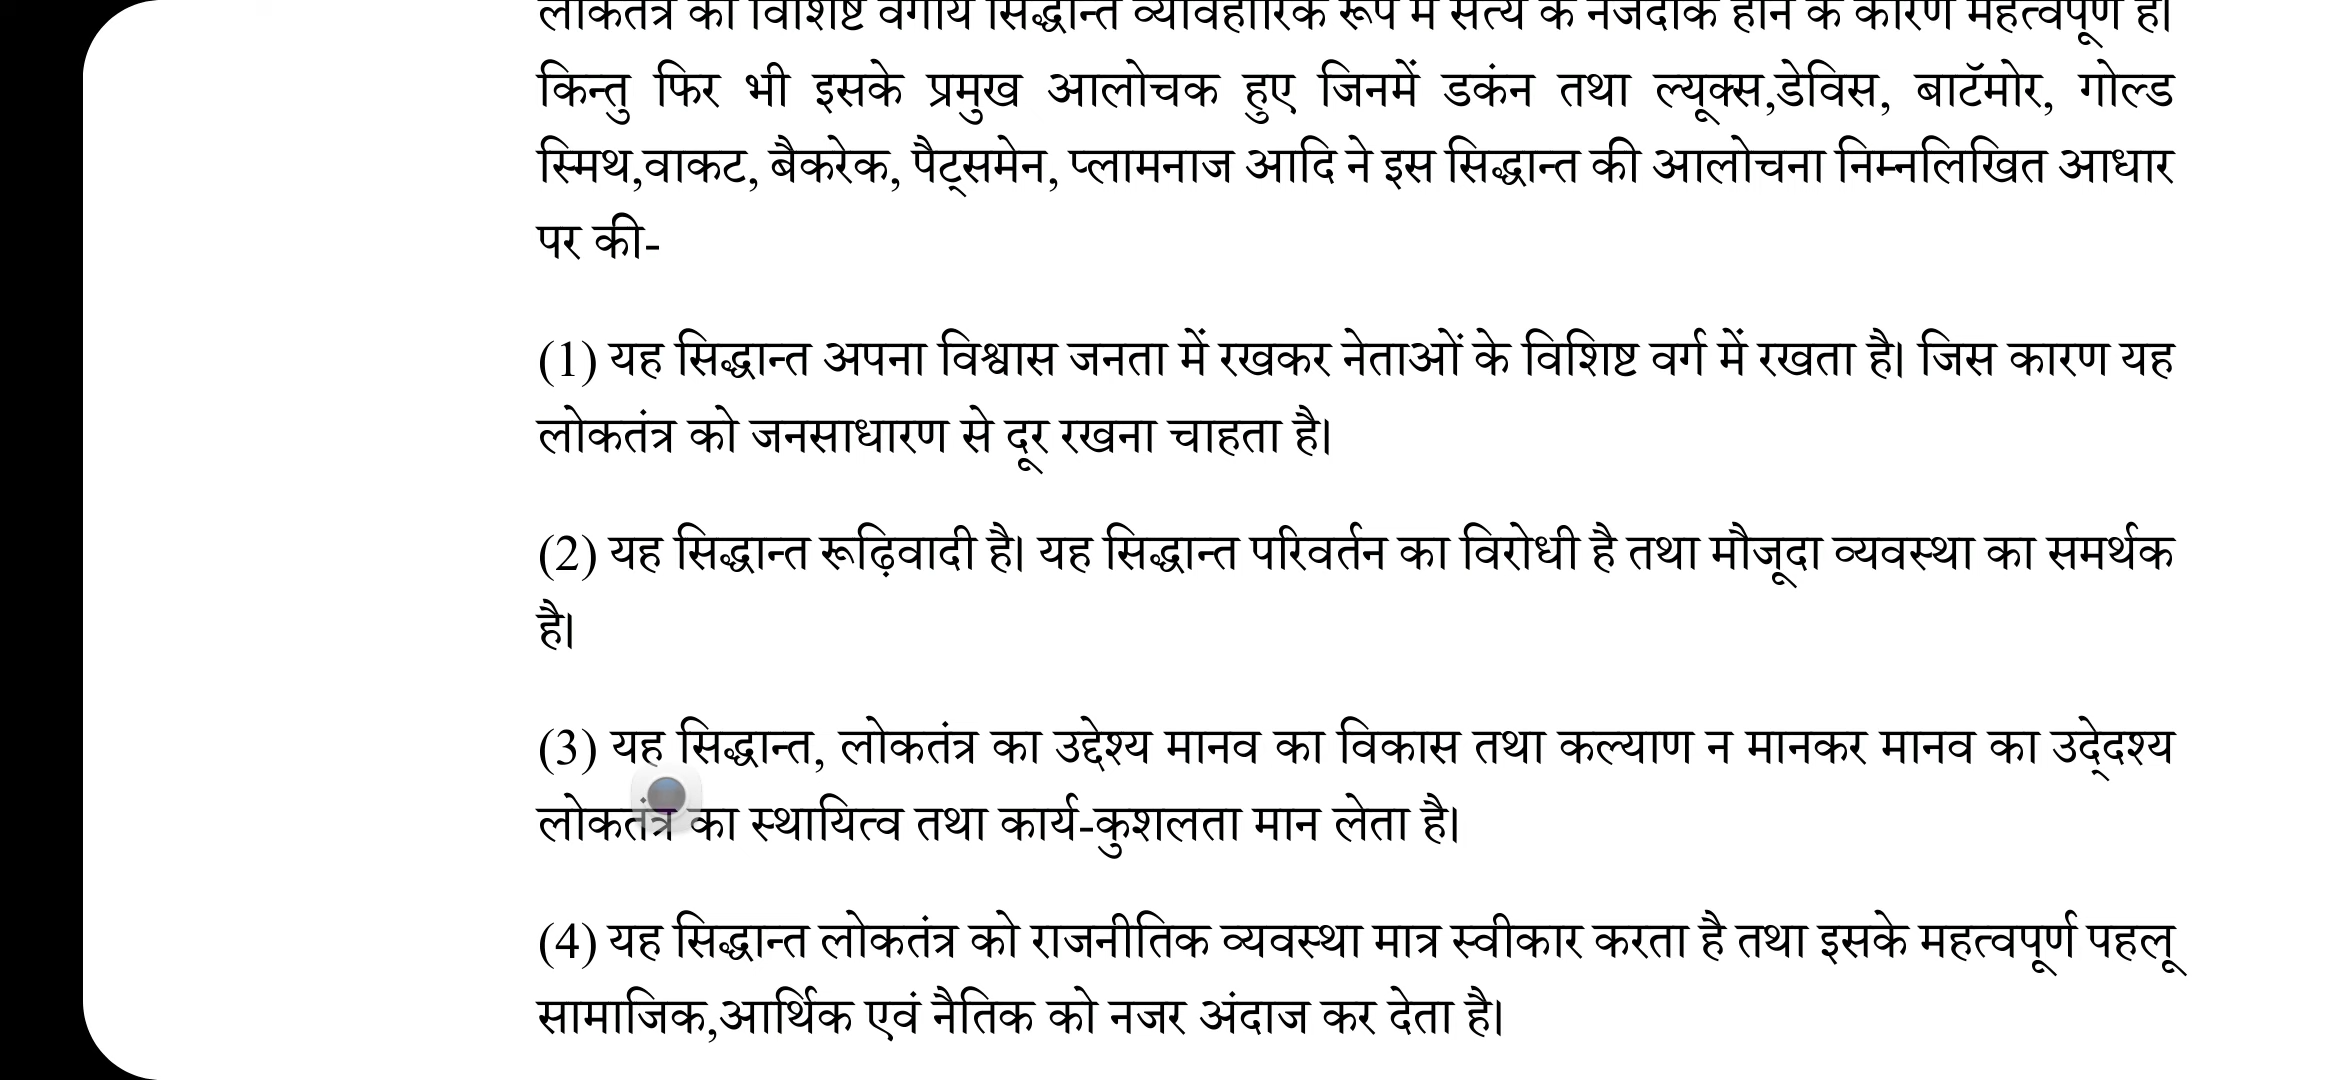 लोकतंत्र का विशिष्ट वर्गीय सिद्धान्त व्यावहारिक रूप में सत्य के नजदीक होने के कारण महत्वपूर्ण है।
किन्तु फिर भी इसके प्रमुख आलोचक हुए जिनमें डकंन तथा ल्यूक्स,डेविस, बाटॅमोर, गोल्ड
स्मिथ,वाकट, बैकरेक, पैट्समेन, प्लामनाज आदि ने इस सिद्धान्त की आलोचना निम्नलिखित आधार
पर की-
(1) यह सिद्धान्त अपना विश्वास जनता में रखकर नेताओं के विशिष्ट वर्ग में रखता है। जिस कारण यह
लोकतंत्र को जनसाधारण से दूर रखना चाहता है।
(2) यह सिद्धान्त रूढ़िवादी है। यह सिद्धान्त परिवर्तन का विरोधी है तथा मौजूदा व्यवस्था का समर्थक
है।
(3) यह सिद्धान्त, लोकतंत्र का उद्देश्य मानव का विकास तथा कल्याण न मानकर मानव का उद्देदश्य
लोकतंत्र का स्थायित्व तथा कार्य-कुशलता मान लेता है।
(4) यह सिद्धान्त लोकतंत्र को राजनीतिक व्यवस्था मात्र स्वीकार करता है तथा इसके महत्वपूर्ण पहलू
सामाजिक,आर्थिक एवं नैतिक को नजर अंदाज कर देता है।